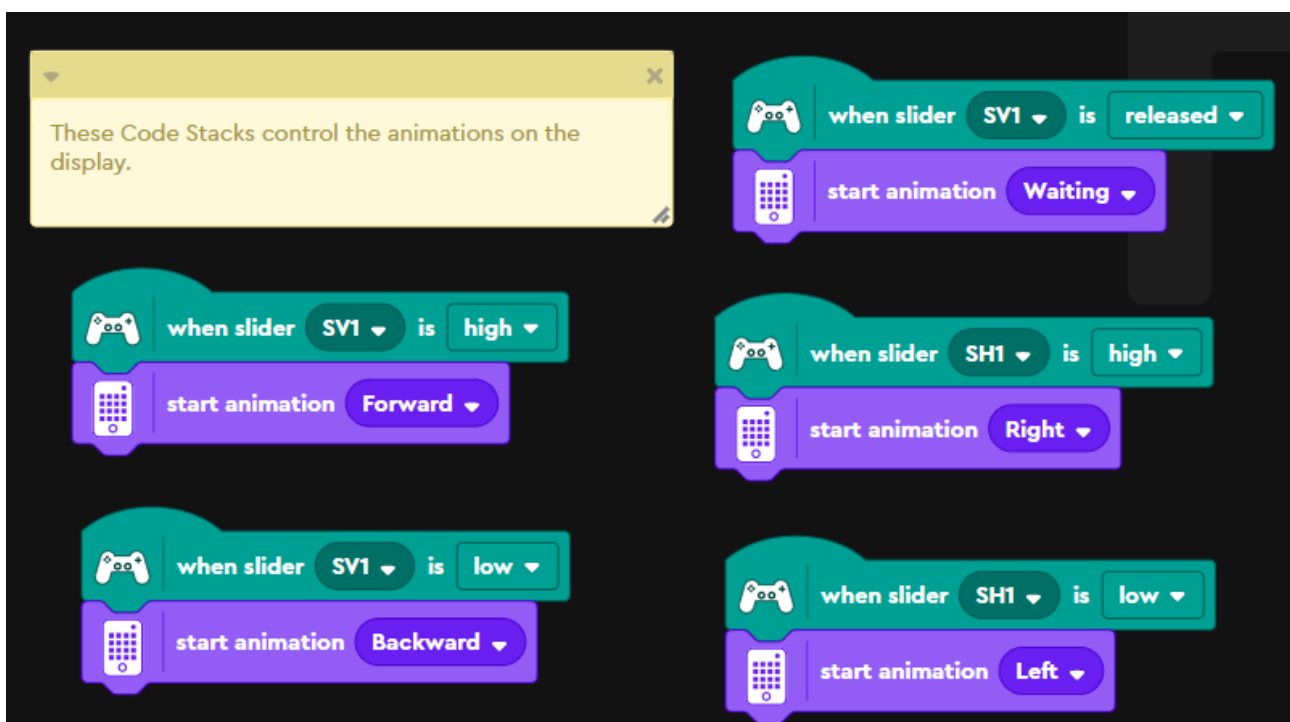 These Code Stacks control the animations on the
display.
when slider SV1 is high
start animation Forward
when slider SV1 is low
start animation Backward
when slider SV1 is released
start animation Waiting
when slider SH1 is high
start animation Right
when slider SH1 is low
start animation Left